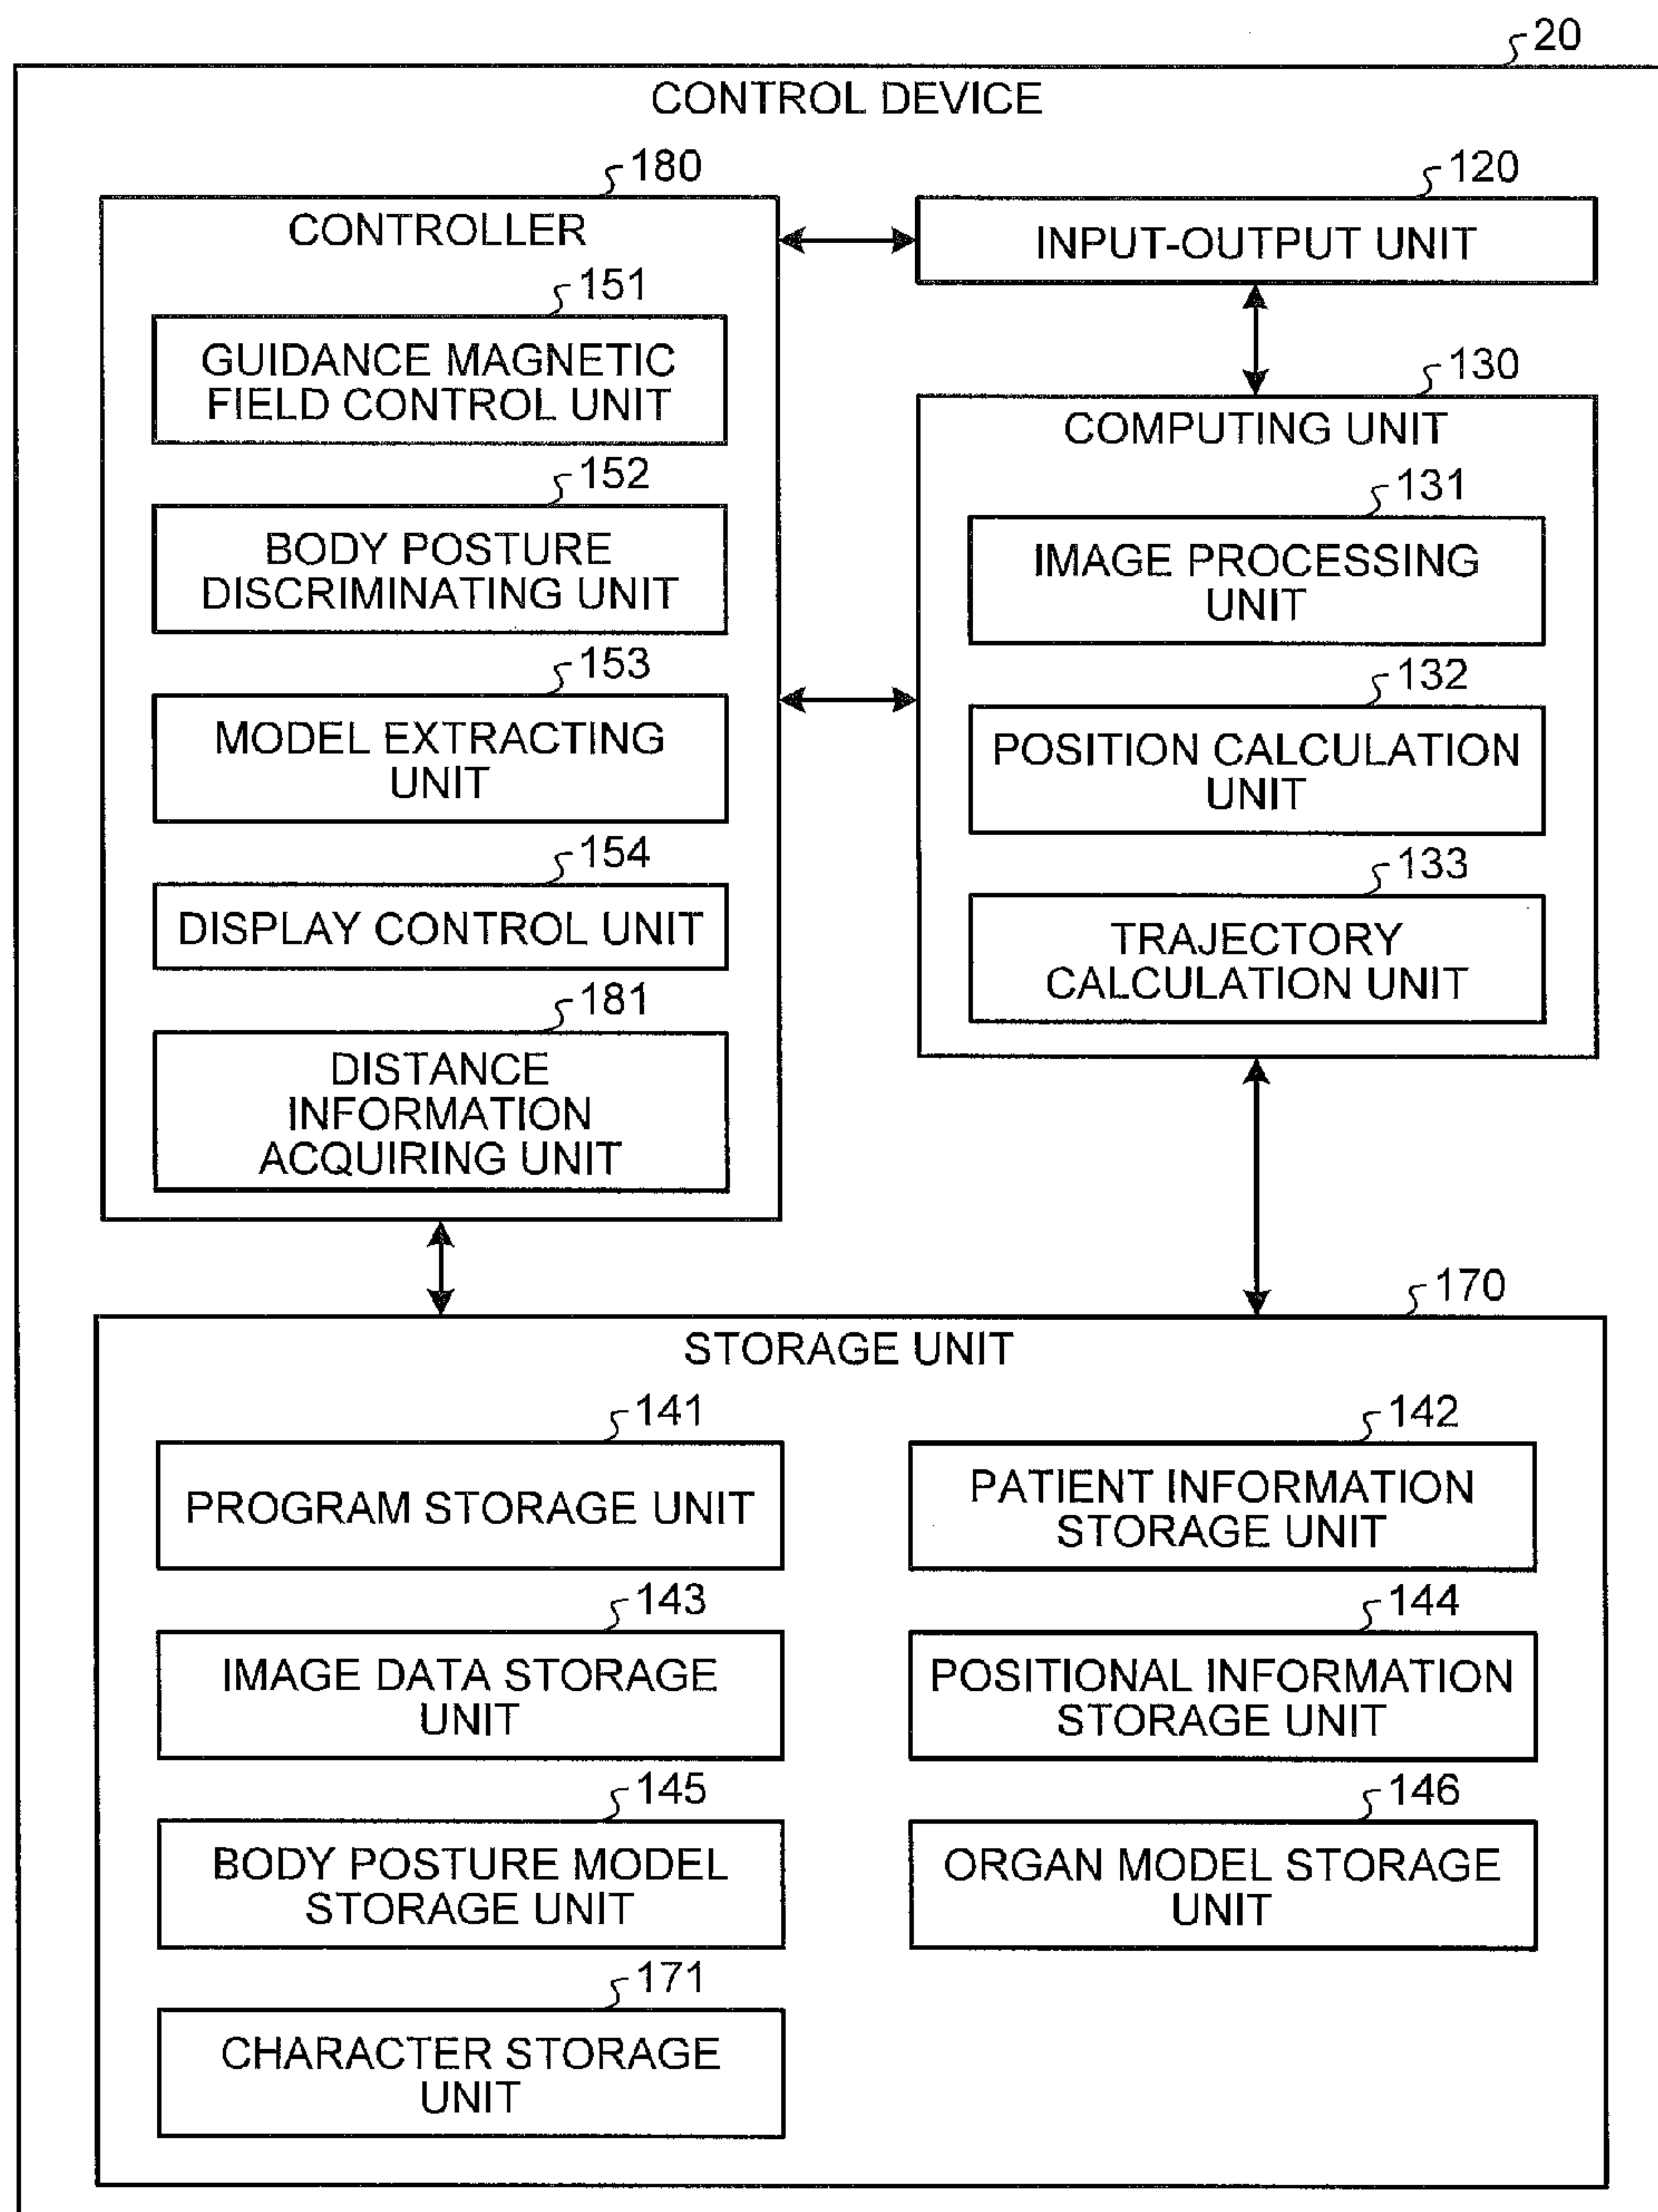 20
CONTROL DEVICE
180
CONTROLLER
151
GUIDANCE MAGNETIC
FIELD CONTROL UNIT
152
BODY POSTURE
DISCRIMINATING UNIT
153
MODEL EXTRACTING
UNIT
154
DISPLAY CONTROL UNIT
181
DISTANCE
INFORMATION
ACQUIRING UNIT
120
INPUT-OUTPUT UNIT
130
COMPUTING UNIT
131
IMAGE PROCESSING
UNIT
132
POSITION CALCULATION
UNIT
133
TRAJECTORY
CALCULATION UNIT
170
STORAGE UNIT
141
PROGRAM STORAGE UNIT
142
PATIENT INFORMATION
STORAGE UNIT
143
IMAGE DATA STORAGE
UNIT
144
POSITIONAL INFORMATION
STORAGE UNIT
145
BODY POSTURE MODEL
STORAGE UNIT
146
ORGAN MODEL STORAGE
UNIT
171
CHARACTER STORAGE
UNIT